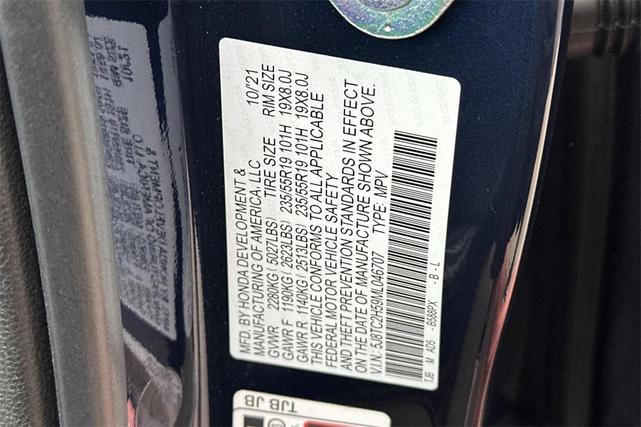 MFD. BY HONDA DEVELOPMENT &
MANUFACTURING OF AMERICA, LLC 10/'21
GVWR 2280KG ( 5027LBS) TIRE SIZE RIM SIZE
GAWR F 1190KG ( 2623LBS) 235/55R19 101H 19X8.0J
GAWR R 1140KG ( 2513LBS) 235/55R19 101H 19X8.0J
THIS VEHICLE CONFORMS TO ALL APPLICABLE
FEDERAL MOTOR VEHICLE SAFETY
AND THEFT PREVENTION STANDARDS IN EFFECT
ON THE DATE OF MANUFACTURE SHOWN ABOVE.
V.I.N.: 5J8TC2H59ML046707 TYPE: MPV
TJB M AD5 -B588PX -B-L
TJB JB